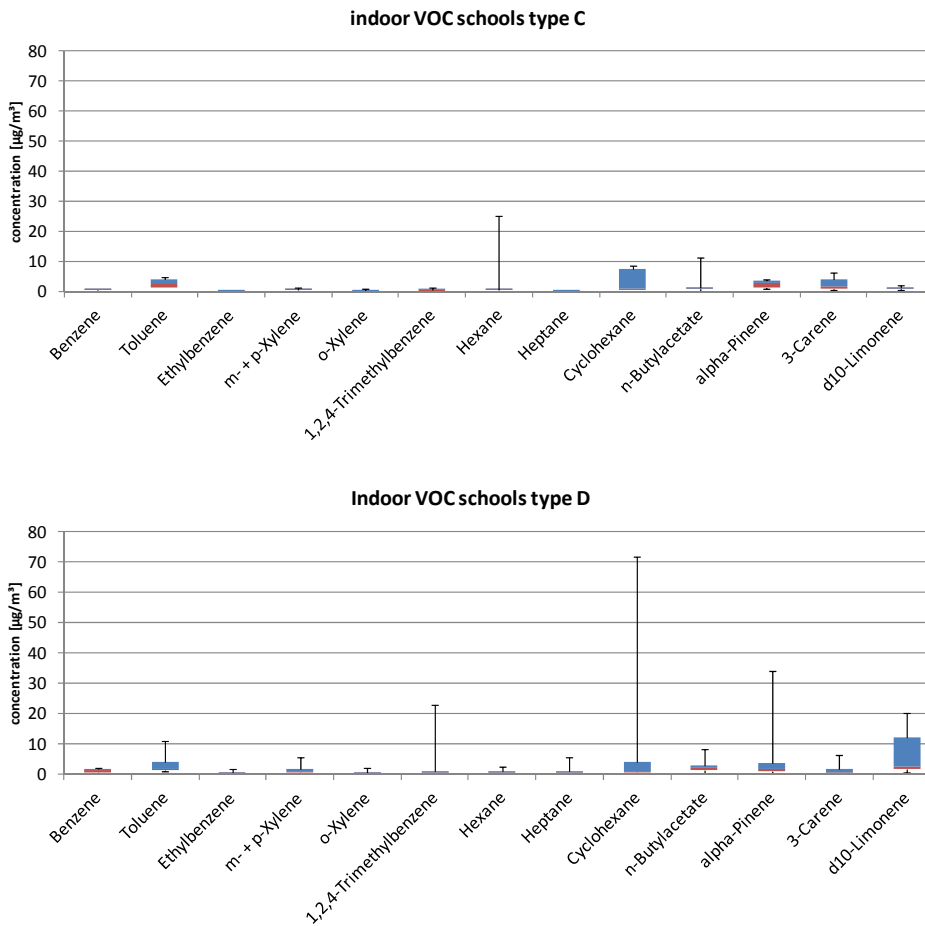 indoor VOC schools type C
concentration [µg/m³]
80
70
60
50
40
30
20
10
0
Benzene
Toluene
Ethylbenzene
m- + p-Xylene
o-Xylene
1,2,4-Trimethylbenzene
Hexane
Heptane
Cyclohexane
n-Butylacetate
alpha-Pinene
3-Carene
d10-Limonene
Indoor VOC schools type D
concentration [µg/m³]
80
70
60
50
40
30
20
10
0
Benzene
Toluene
Ethylbenzene
m- + p-Xylene
o-Xylene
1,2,4-Trimethylbenzene
Hexane
Heptane
Cyclohexane
n-Butylacetate
alpha-Pinene
3-Carene
d10-Limonene